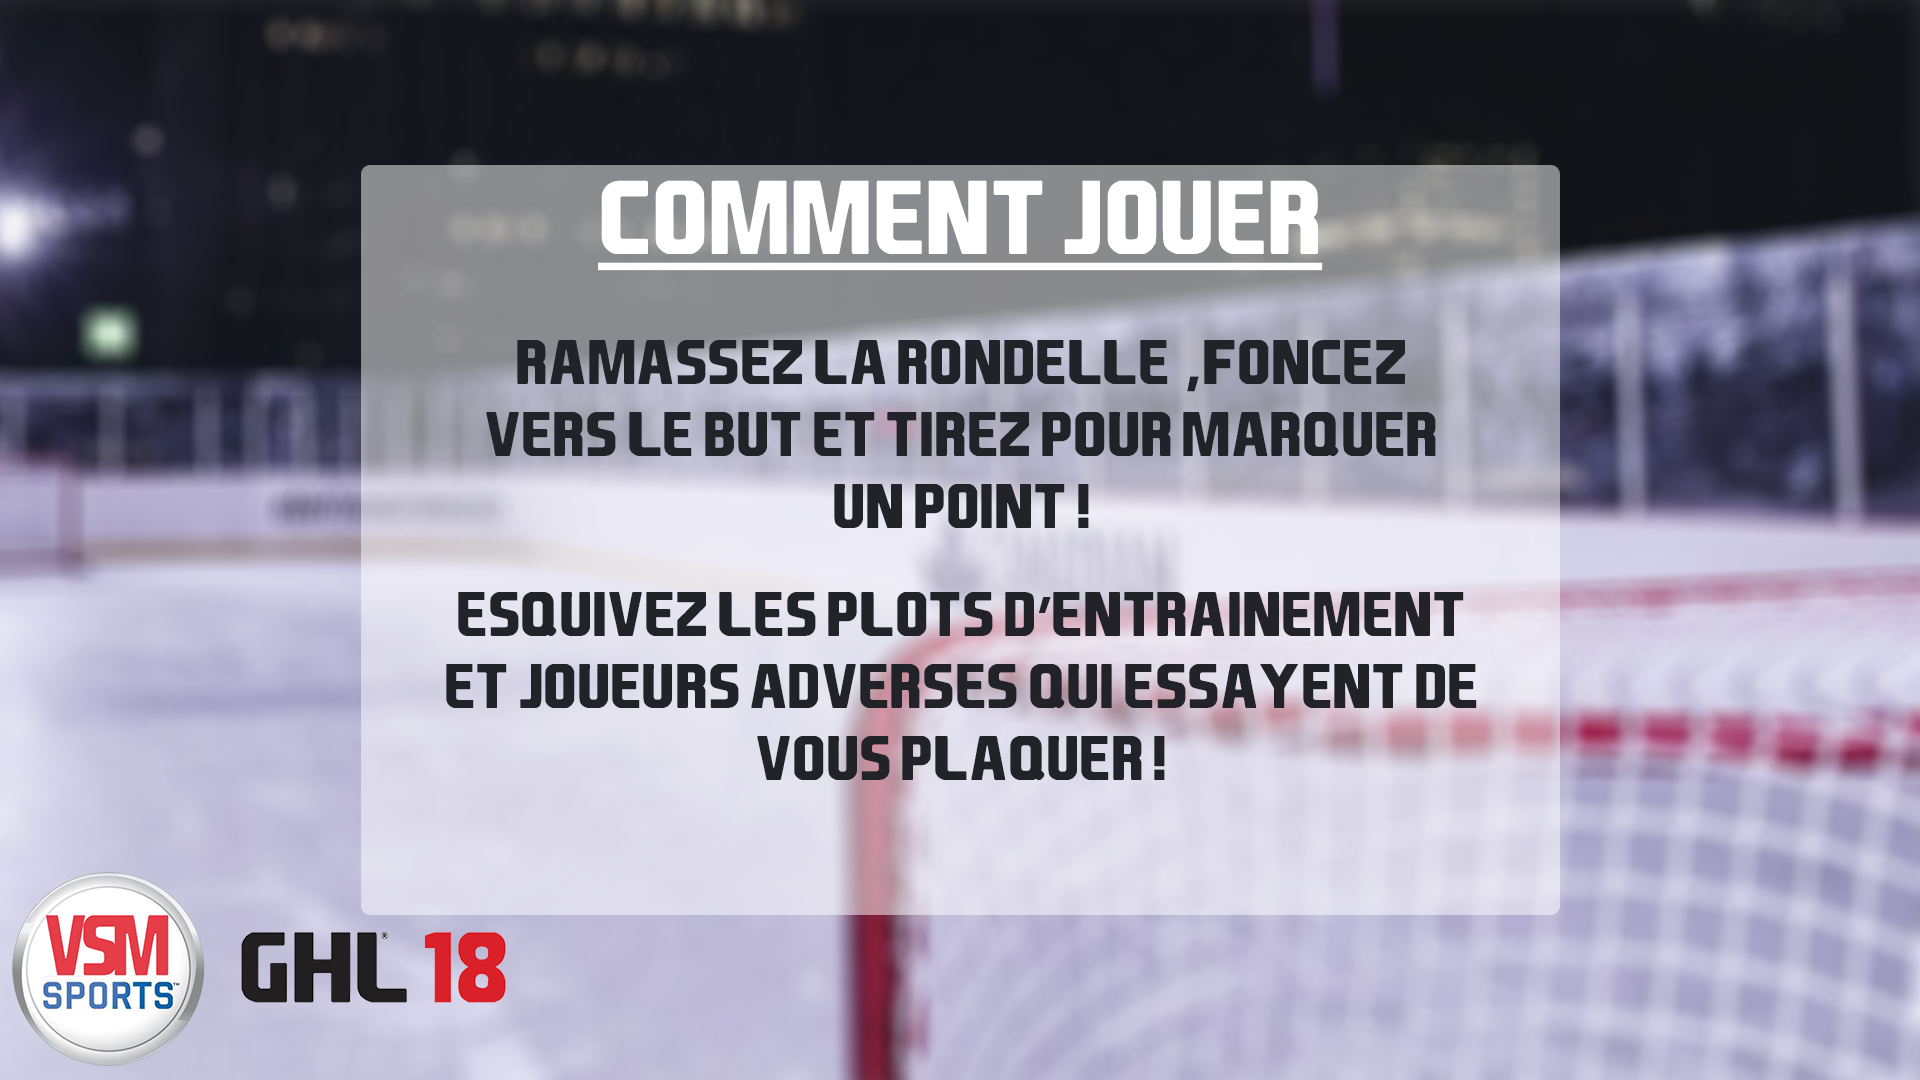 COMMENT JOUER
RAMASSEZ LA RONDELLE ,FONCEZ
VERS LE BUT ET TIREZ POUR MARQUER
UN POINT !
ESQUIVEZ LES PLOTS D'ENTRAINEMENT
ET JOUEURS ADVERSES QUI ESSAYENT DE
VOUS PLAQUER !
VSM
SPORTS™
GHL® 18